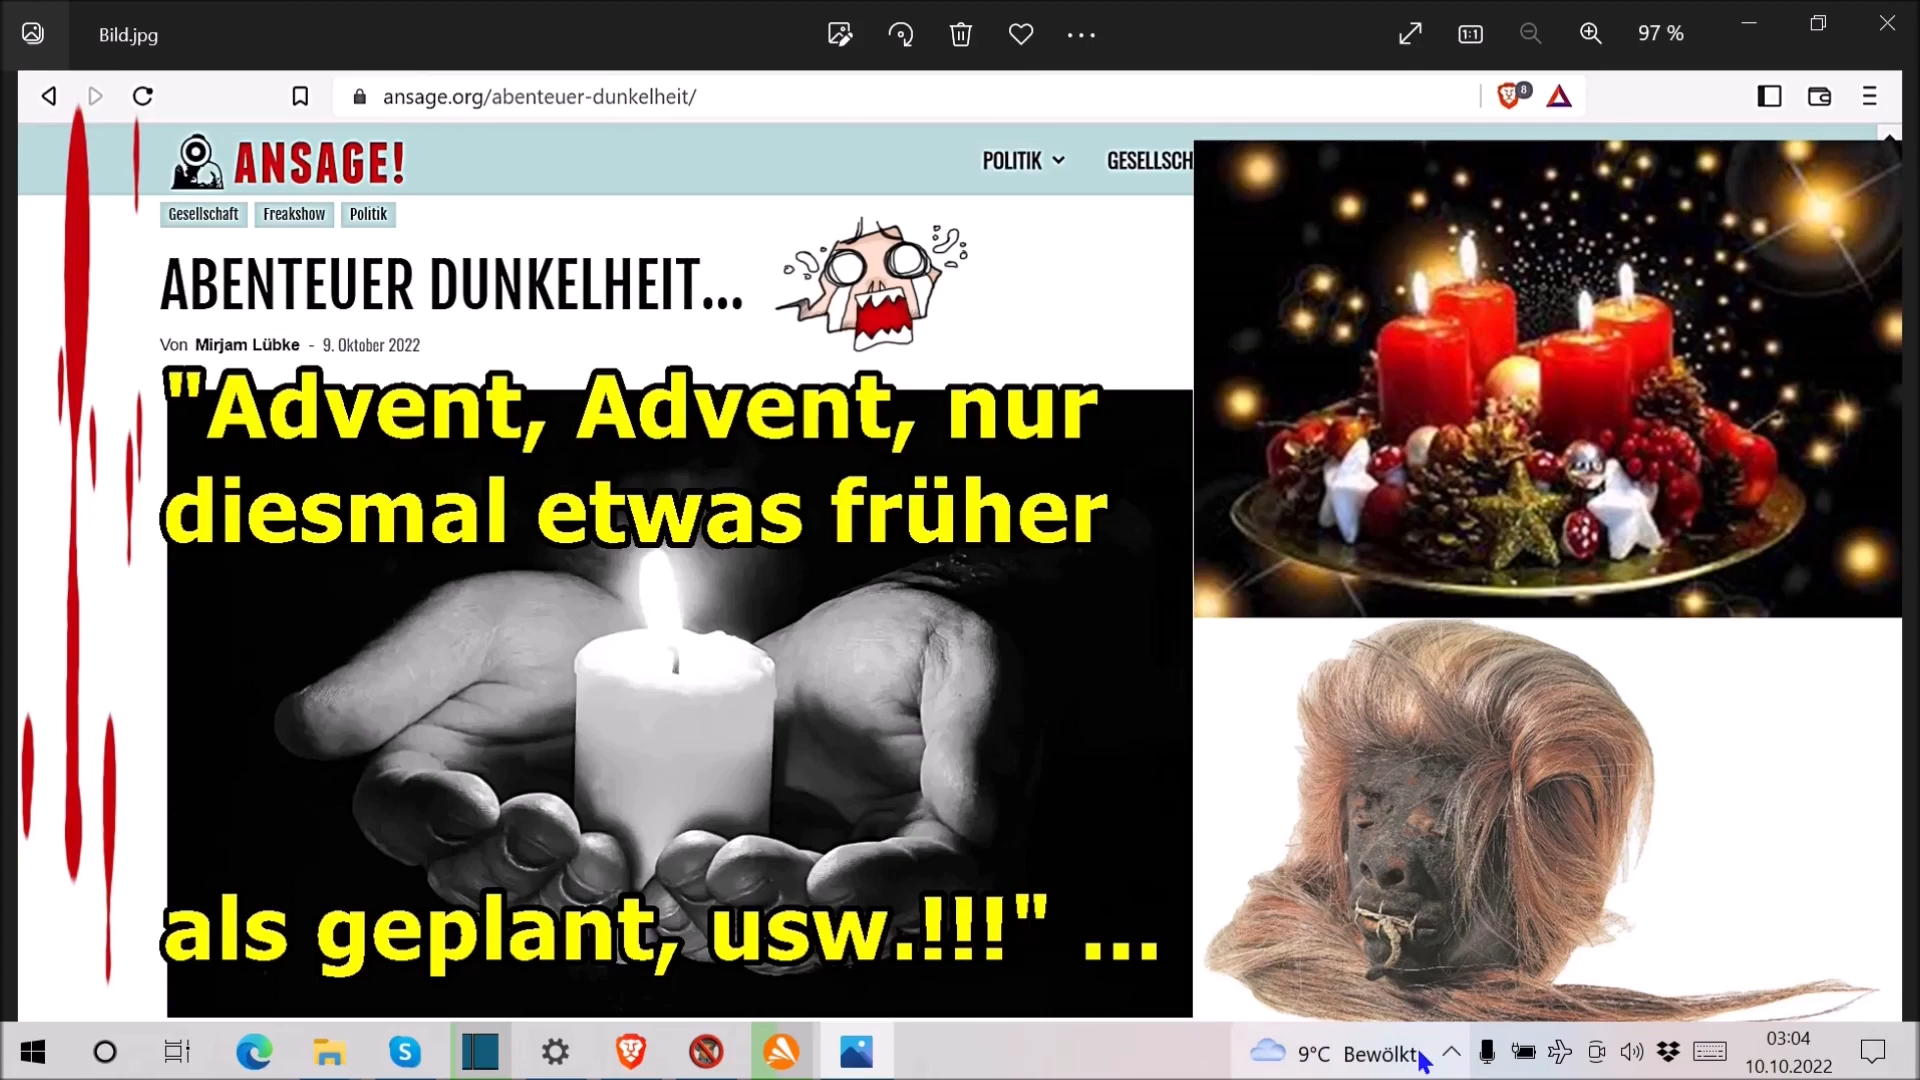 Bild.jpg
97 %
ansage.org/abenteuer-dunkelheit/
8
ANSAGE!
POLITIK
GESELLSCH
Gesellschaft
Freakshow
Politik
ABENTEUER DUNKELHEIT...
Von Mirjam Lübke - 9. Oktober 2022
"Advent, Advent, nur
diesmal etwas früher
als geplant, usw.!!!" ...
9°C Bewölkt
03:04
10.10.2022